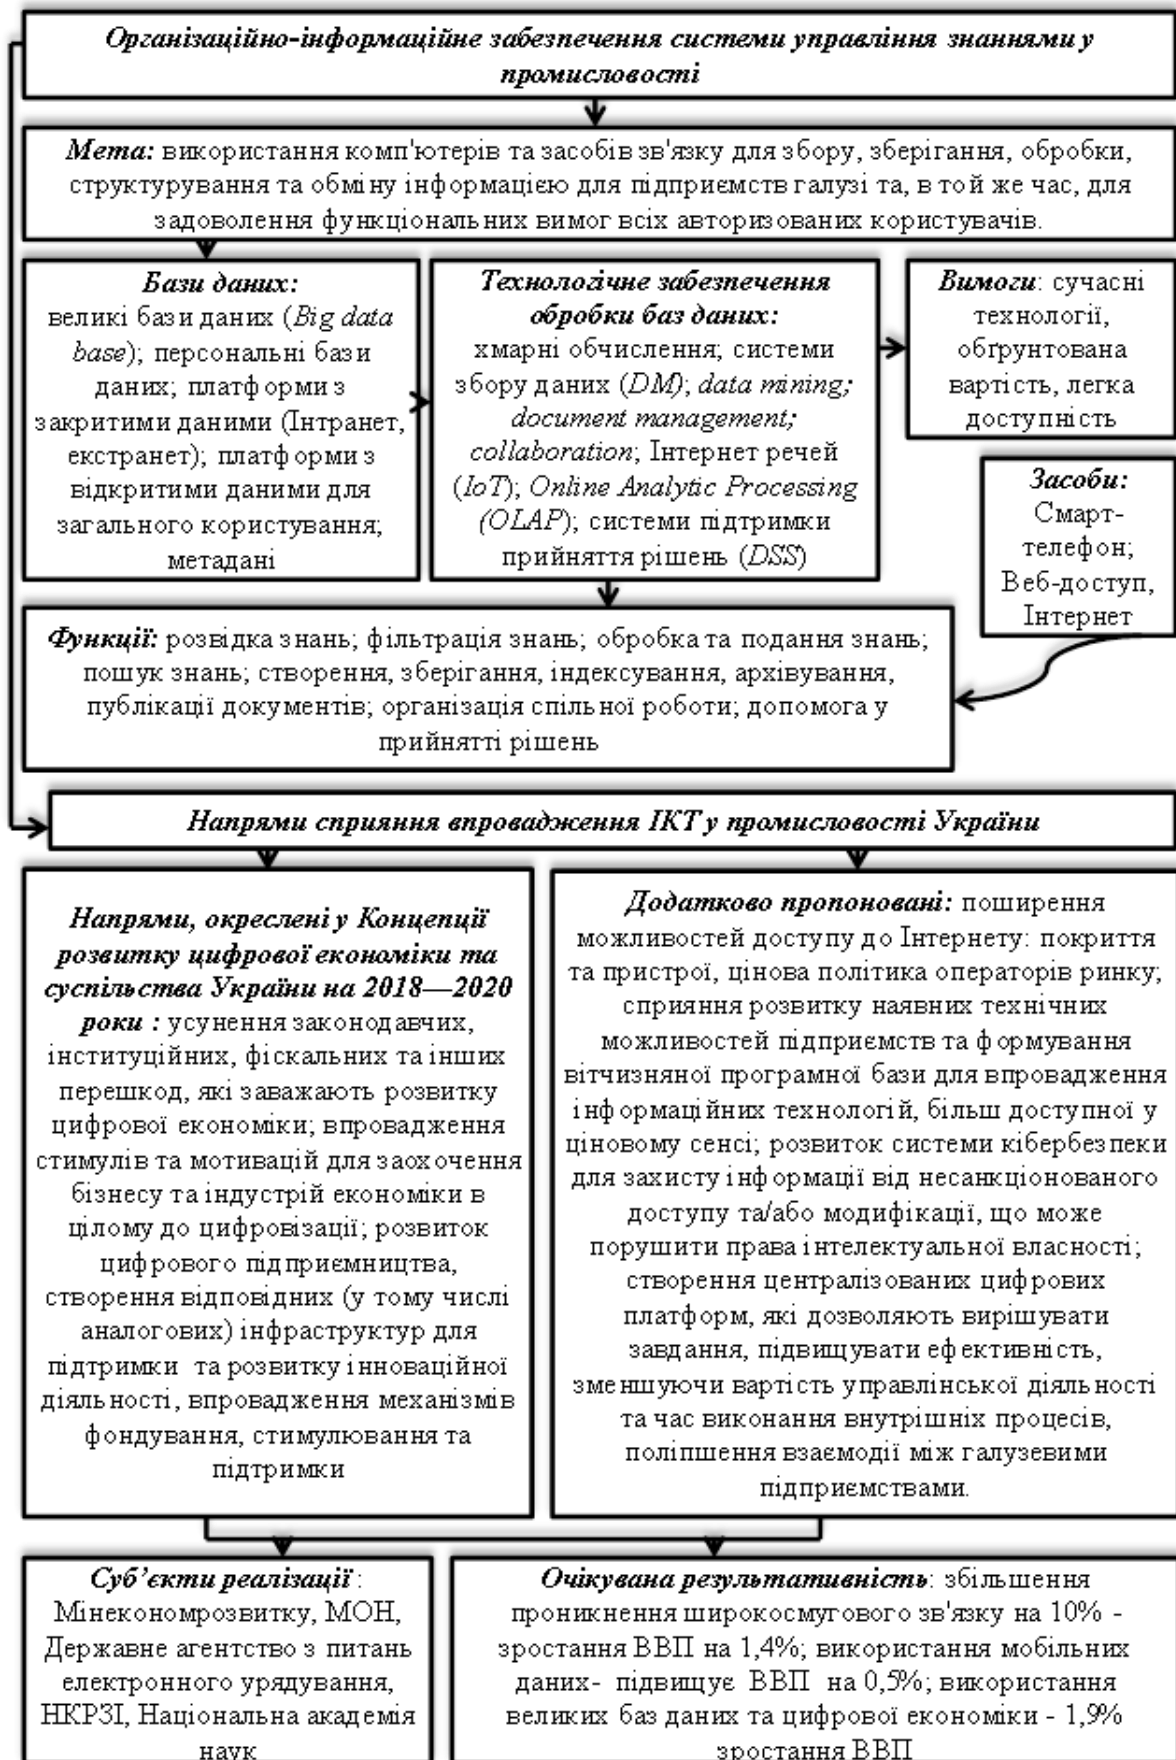 Організаційно-інформаційне забезпечення системи управління знаннями у
промисловості
Мета: використання комп'ютерів та засобів зв'язку для збору, зберігання, обробки,
структурування та обміну інформацією для підприємств галузі та, в той же час, для
задоволення функціональних вимог всіх авторизованих користувачів.
Бази даних:
великі бази даних (Big data
base); персональні бази
даних; платформи з
закритими даними (Інтранет,
екстранет); платформи з
відкритими даними для
загального користування;
метадані
Технологічне забезпечення
обробки баз даних:
хмарні обчислення; системи
збору даних (DM); data mining;
document management;
collaboration; Інтернет речей
(IoT); Online Analytic Processing
(OLAP); системи підтримки
прийняття рішень (DSS)
Вимоги: сучасні
технології,
обґрунтована
вартість, легка
доступність
Засоби:
Смарт-
телефон;
Веб-доступ,
Інтернет
Функції: розвідка знань; фільтрація знань; обробка та подання знань;
пошук знань; створення, зберігання, індексування, архівування,
публікації документів; організація спільної роботи; допомога у
прийнятті рішень
Напрями сприяння впровадження ІКТ у промисловості України
Напрями, окреслені у Концепції
розвитку цифрової економіки та
суспільства України на 2018—2020
роки : усунення законодавчих,
інституційних, фіскальних та інших
перешкод, які заважають розвитку
цифрової економіки; впровадження
стимулів та мотивацій для заохочення
бізнесу та індустрій економіки в
цілому до цифровізації; розвиток
цифрового підприємництва,
створення відповідних (у тому числі
аналогових) інфраструктур для
підтримки та розвитку інноваційної
діяльності, впровадження механізмів
фондування, стимулювання та
підтримки
Додатково пропоновані: поширення
можливостей доступу до Інтернету: покриття
та пристрої, цінова політика операторів ринку;
сприяння розвитку наявних технічних
можливостей підприємств та формування
вітчизняної програмної бази для впровадження
інформаційних технологій, більш доступної у
ціновому сенсі; розвиток системи кібербезпеки
для захисту інформації від несанкціонованого
доступу та/або модифікації, що може
порушити права інтелектуальної власності;
створення централізованих цифрових
платформ, які дозволяють вирішувати
завдання, підвищувати ефективність,
зменшуючи вартість управлінської діяльності
та час виконання внутрішніх процесів,
поліпшення взаємодії між галузевими
підприємствами.
Суб’єкти реалізації :
Мінекономрозвитку, МОН,
Державне агентство з питань
електронного урядування,
НКРЗІ, Національна академія
наук
Очікувана результативність: збільшення
проникнення широкосмугового зв'язку на 10% -
зростання ВВП на 1,4%; використання мобільних
даних- підвищує ВВП на 0,5%; використання
великих баз даних та цифрової економіки - 1,9%
зростання ВВП